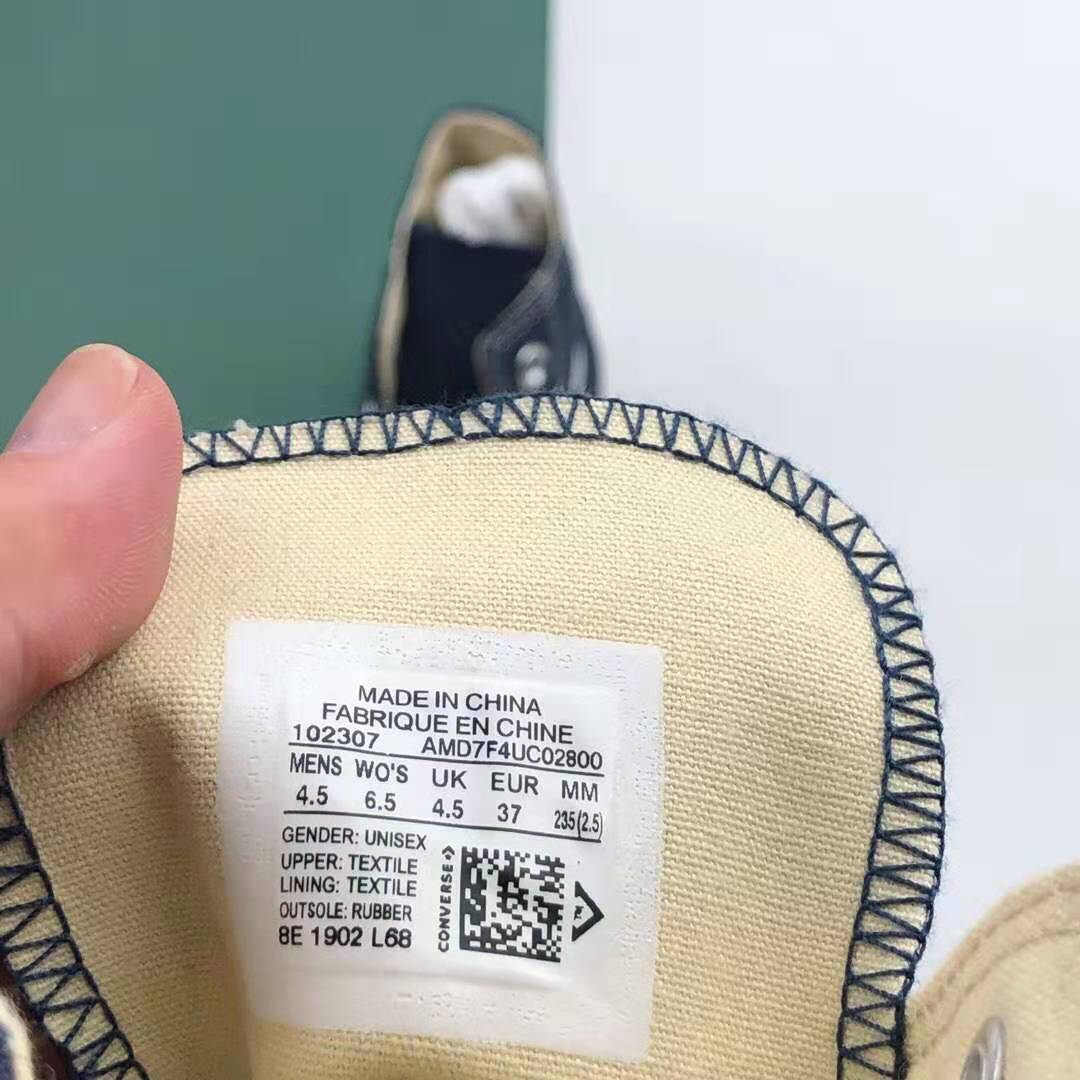 MADE IN CHINA
FABRIQUE EN CHINE
102307 AMD7F4UC02800
MENS WO'S UK EUR MM
4.5 6.5 4.5 37 235(2.5)
GENDER: UNISEX
UPPER: TEXTILE
LINING: TEXTILE
OUTSOLE: RUBBER
8E 1902 L68
CONVERSE